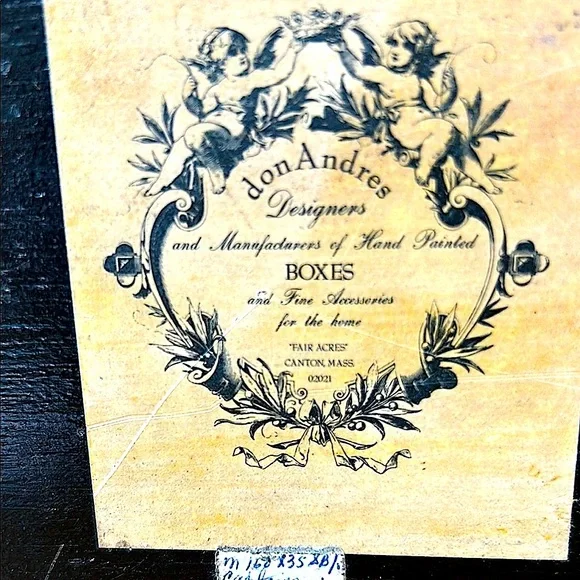 donAndres
Designers
and Manufacturers of Hand Painted
BOXES
and Fine Accessories
for the home
"FAIR ACRES"
CANTON, MASS
02021